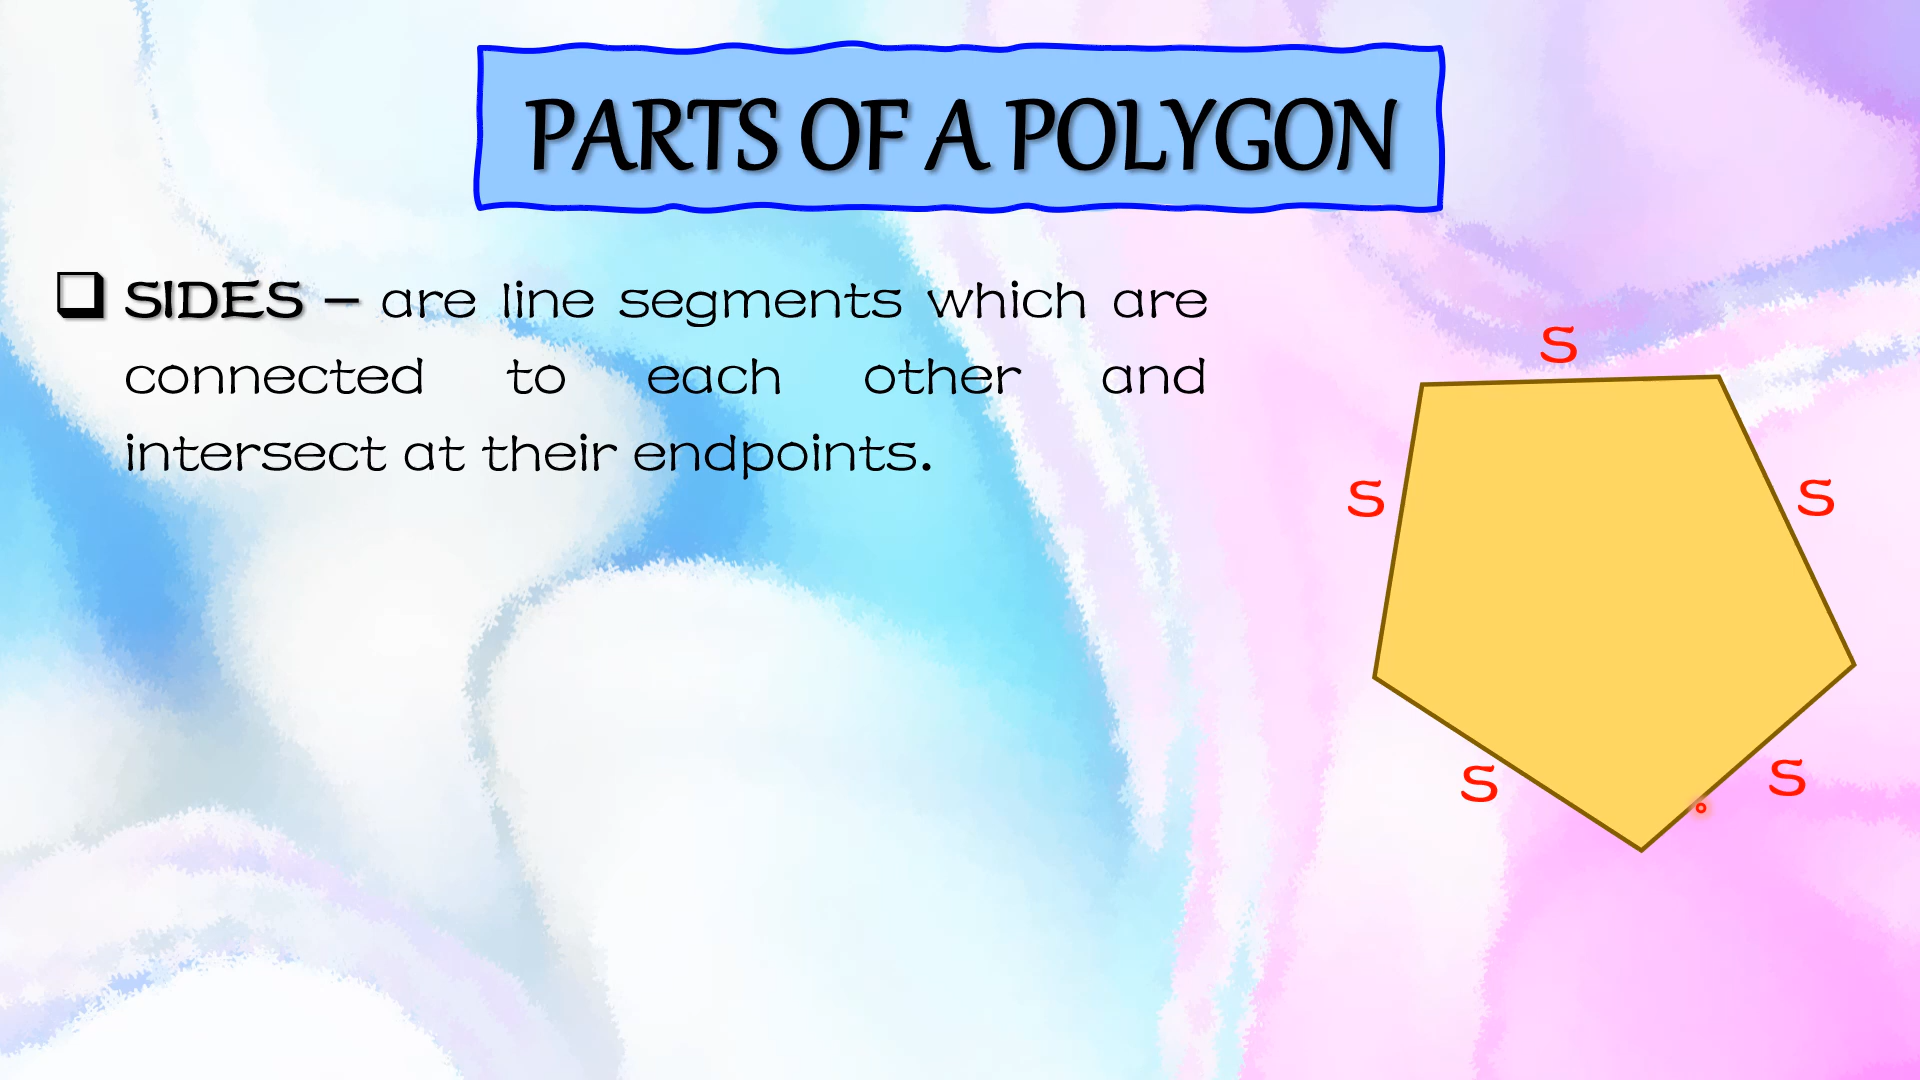 PARTS OF A POLYGON
SIDES – are line segments which are
connected to each other and
intersect at their endpoints.
S
S
S
S
S